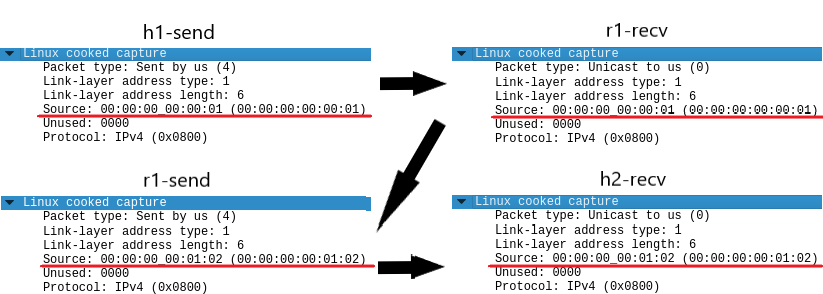 h1-send
Linux cooked capture
Packet type: Sent by us (4)
Link-layer address type: 1
Link-layer address length: 6
Source: 00:00:00_00:00:01 (00:00:00:00:00:01)
Unused: 0000
Protocol: IPv4 (0x0800)
r1-recv
Linux cooked capture
Packet type: Unicast to us (0)
Link-layer address type: 1
Link-layer address length: 6
Source: 00:00:00_00:00:01 (00:00:00:00:00:01)
Unused: 0000
Protocol: IPv4 (0x0800)
r1-send
Linux cooked capture
Packet type: Sent by us (4)
Link-layer address type: 1
Link-layer address length: 6
Source: 00:00:00_00:01:02 (00:00:00:00:01:02)
Unused: 0000
Protocol: IPv4 (0x0800)
h2-recv
Linux cooked capture
Packet type: Unicast to us (0)
Link-layer address type: 1
Link-layer address length: 6
Source: 00:00:00_00:01:02 (00:00:00:00:01:02)
Unused: 0000
Protocol: IPv4 (0x0800)